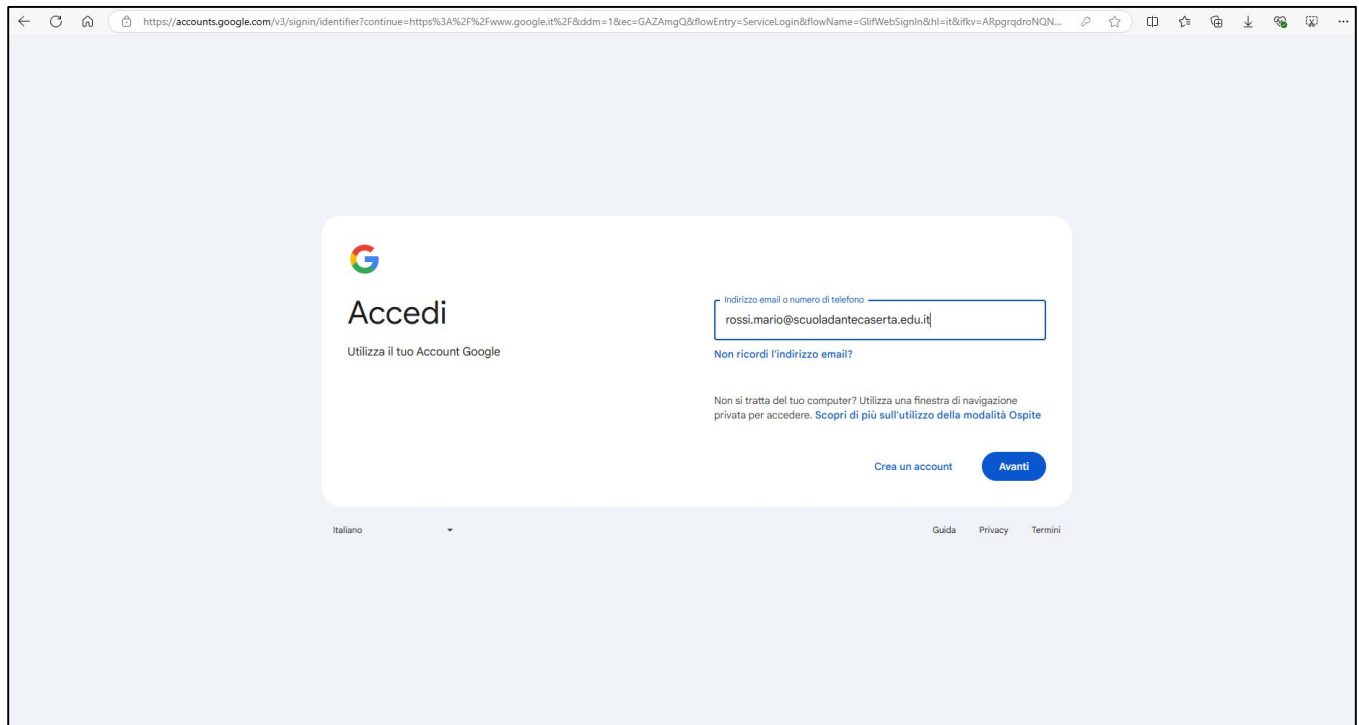 https://accounts.google.com/v3/signin/identifier?continue=https%3A%2F%2Fwww.google.it%2F&ddm=1&ec=GAZAmgQ&flowEntry=ServiceLogin&flowName=GlifWebSignIn&hl=it&ifkv=ARpgrqdroNQN...
Accedi
Utilizza il tuo Account Google
Indirizzo email o numero di telefono
rossi.mario@scuoladantecaserta.edu.it
Non ricordi l'indirizzo email?
Non si tratta del tuo computer? Utilizza una finestra di navigazione
privata per accedere. Scopri di più sull'utilizzo della modalità Ospite
Crea un account
Avanti
Italiano
Guida Privacy Termini